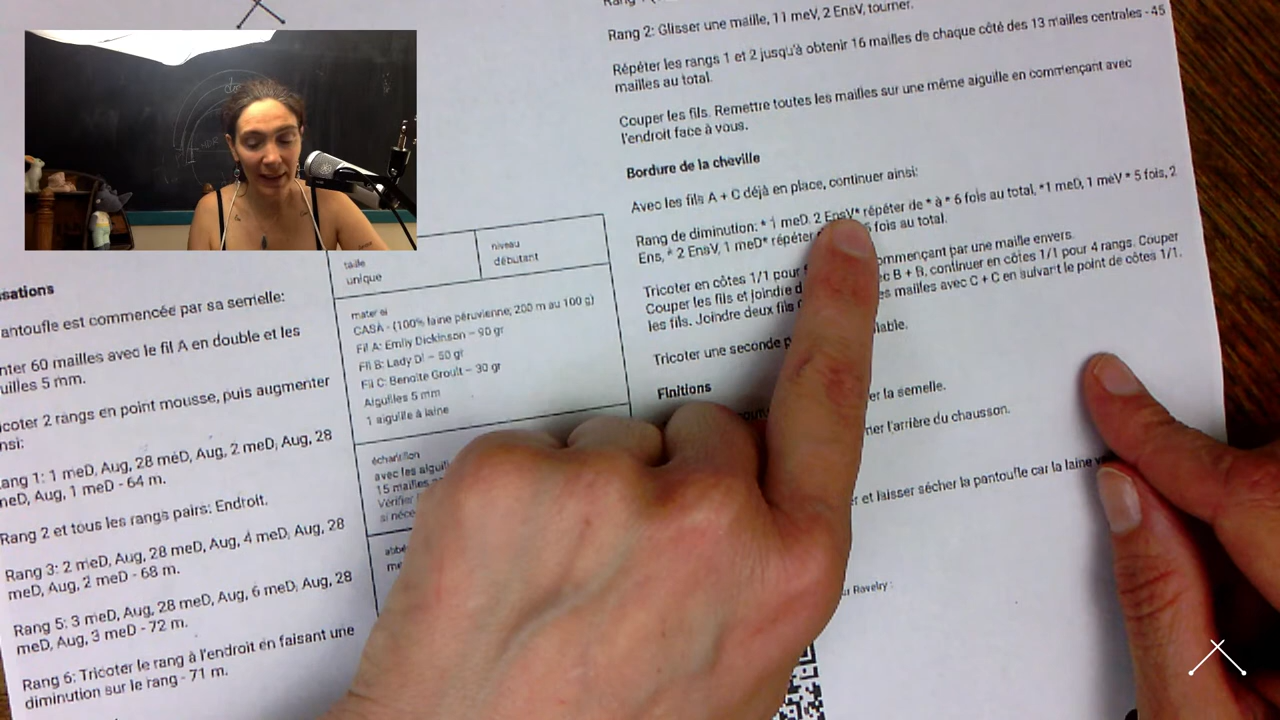 Rang 2: Glisser une maille, 11 meV, 2 EnsV, tourner.
Répéter les rangs 1 et 2 jusqu'à obtenir 16 mailles de chaque côté des 13 mailles centrales - 45
mailles au total.
Couper les fils. Remettre toutes les mailles sur une même aiguille en commençant avec
l'endroit face à vous.
Bordure de la cheville
Avec les fils A + C déjà en place, continuer ainsi:
Rang de diminution: * 1 meD, 2 EnsV* répéter de * à * 6 fois au total, *1 meD, 1 meV * 5 fois, 2
Ens, * 2 EnsV, 1 meD* répéter fois au total.
Tricoter en côtes 1/1 pour ommençant par une maille envers.
Couper les fils et joindre d B + B, continuer en côtes 1/1 pour 4 rangs. Couper
les fils. Joindre deux fils mailles avec C + C en suivant le point de côtes 1/1.
Tricoter une seconde
Finitions
la semelle.
l'arrière du chausson.
et laisser sécher la pantoufle car la laine
Ravelry :
taille
unique
niveau
débutant
CASA - (100% laine péruvienne; 200 m au 100 g)
Fil A: Emily Dickinson – 90 gr
Fil B: Lady Di – 50 gr
Fil C: Benoite Groult – 30 gr
Aiguilles 5 mm
1 aiguille à laine
échantillon
avec les
15 mailles
Vérifier
si
sations
antoufle est commencée par sa semelle:
nter 60 mailles avec le fil A en double et les
uilles 5 mm.
icoter 2 rangs en point mousse, puis augmenter
nsi:
ang 1: 1 meD, Aug, 28 meD, Aug, 2 meD, Aug, 28
meD, Aug, 1 meD - 64 m.
Rang 2 et tous les rangs pairs: Endroit.
Rang 3: 2 meD, Aug, 28 meD, Aug, 4 meD, Aug, 28
meD, Aug, 2 meD - 68 m.
Rang 5: 3 meD, Aug, 28 meD, Aug, 6 meD, Aug, 28
meD, Aug, 3 meD - 72 m.
Rang 6: Tricoter le rang à l'endroit en faisant une
diminution sur le rang - 71 m.